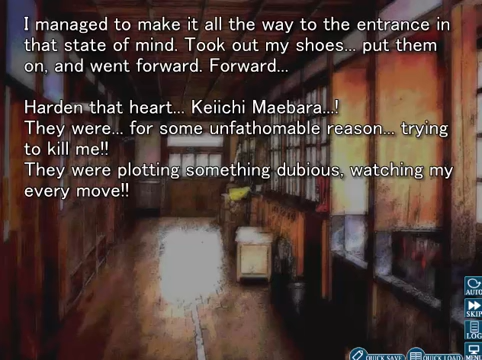 I managed to make it all the way to the entrance in
that state of mind. Took out my shoes... put them
on, and went forward. Forward...
Harden that heart... Keiichi Maebara...!
They were... for some unfathomable reason... trying
to kill me!!
They were plotting something dubious, watching my
every move!!
AUTO
SKIP
LOG
QUICK SAVE
QUICK LOAD
MENU